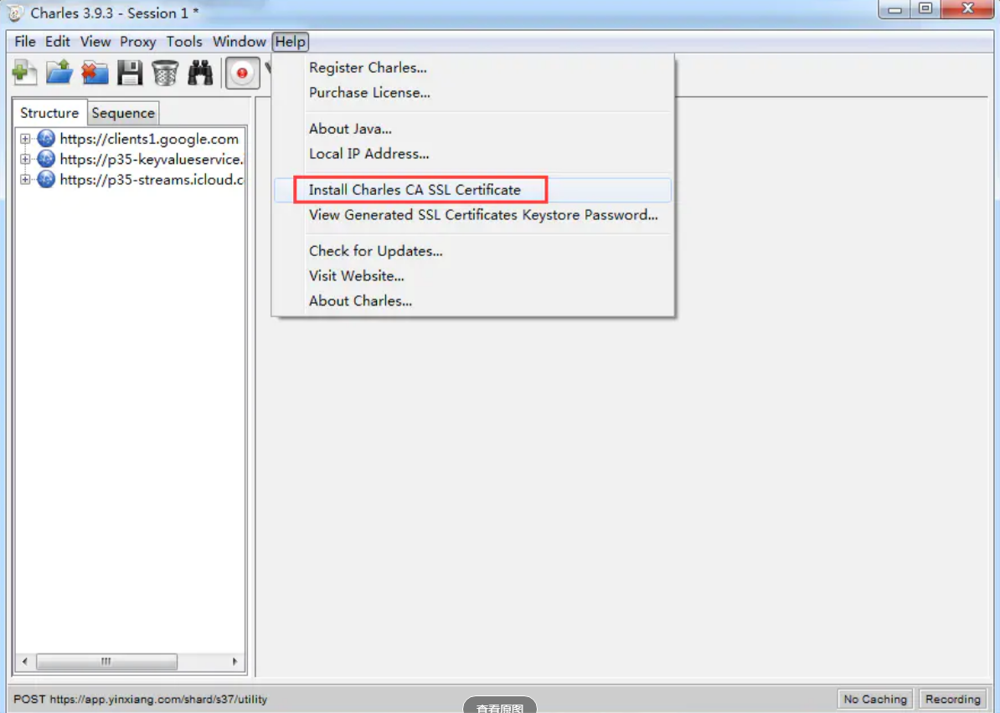 Charles 3.9.3 - Session 1 *
File Edit View Proxy Tools Window Help
Register Charles...
Purchase License...
About Java...
Local IP Address...
Install Charles CA SSL Certificate
View Generated SSL Certificates Keystore Password...
Check for Updates...
Visit Website...
About Charles...
Structure Sequence
https://clients1.google.com
https://p35-keyvalueservice.
https://p35-streams.icloud.c
POST https://app.yinxiang.com/shard/s37/utility
No Caching Recording
查看原图